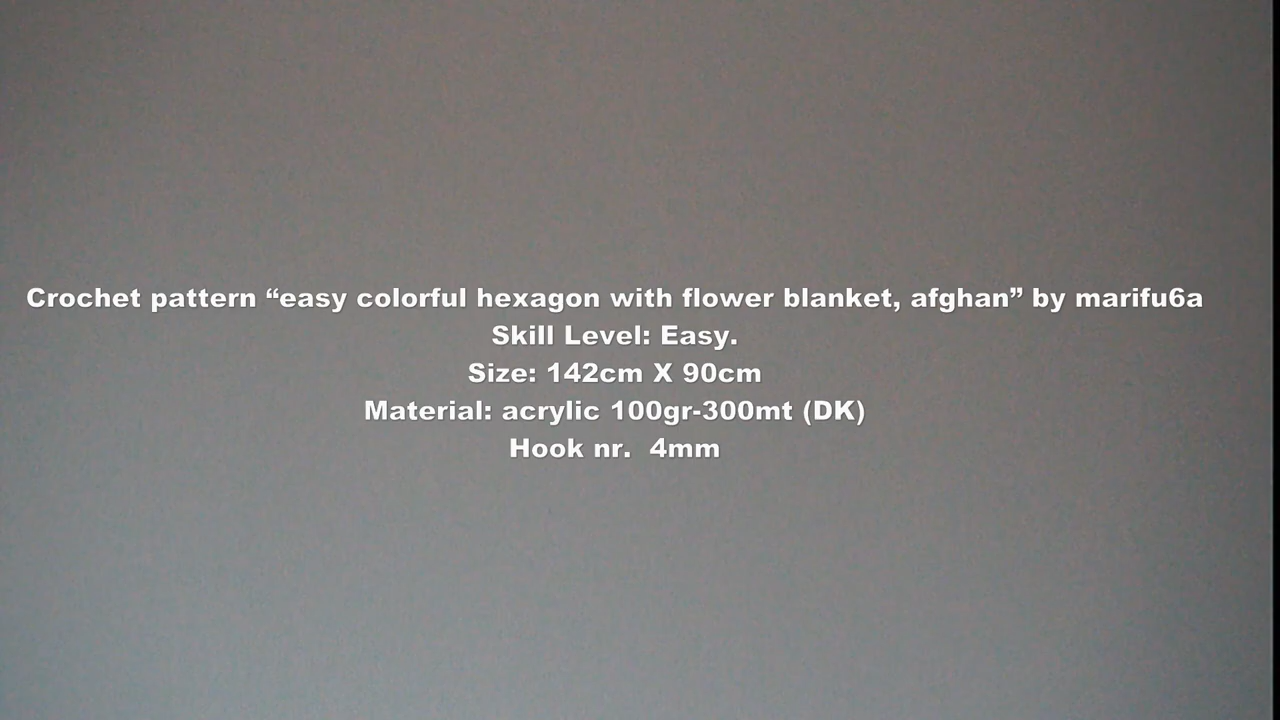 Crochet pattern “easy colorful hexagon with flower blanket, afghan” by marifu6a
Skill Level: Easy.
Size: 142cm X 90cm
Material: acrylic 100gr-300mt (DK)
Hook nr.  4mm